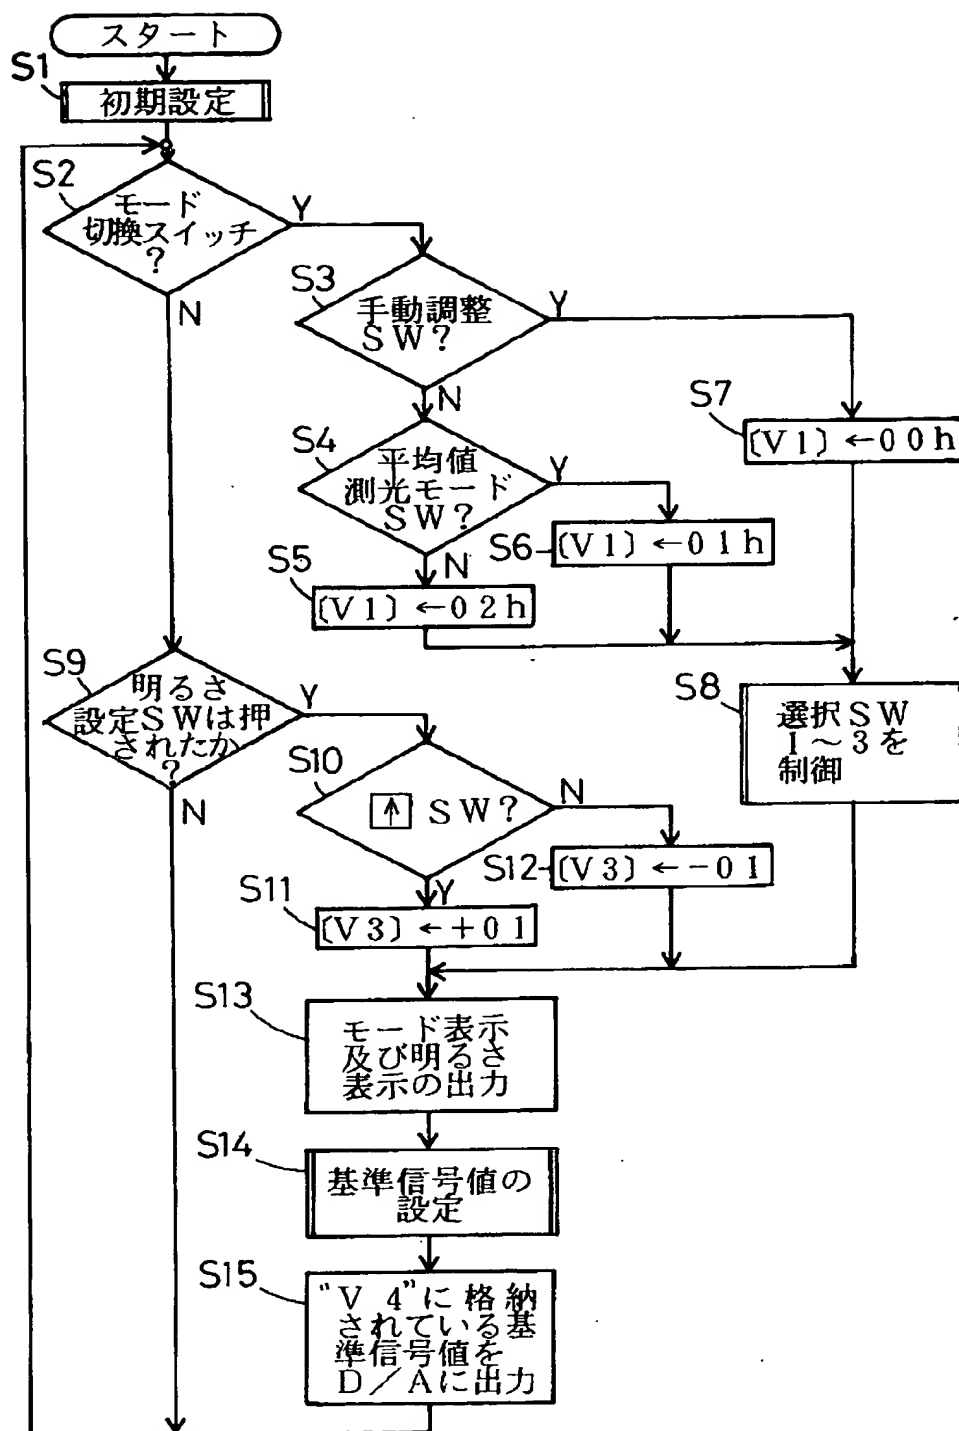 スタート
S1
初期設定
S2
モード
切換スイッチ
?
Y
N
S3
手動調整
SW?
Y
N
S7
〔V1〕←00h
S4
平均値
測光モード
SW?
Y
N
S6
〔V1〕←01h
S5
〔V1〕←02h
S8
選択SW
1〜3を
制御
S9
明るさ
設定SWは押
されたか
?
Y
N
S10
↑ SW?
N
Y
S12
〔V3〕←-01
S11
〔V3〕←+01
S13
モード表示
及び明るさ
表示の出力
S14
基準信号値の
設定
S15
"V4"に格納
されている基
準信号値を
D/Aに出力